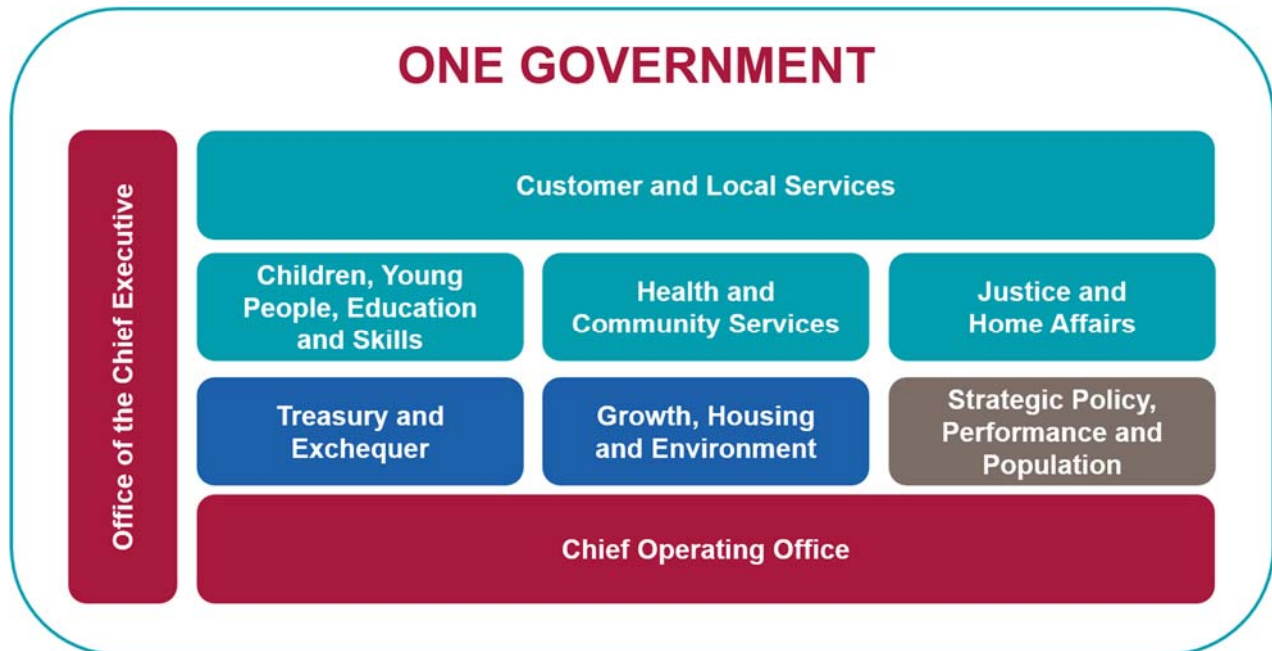 ONE GOVERNMENT
Office of the Chief Executive
Customer and Local Services
Children, Young
People, Education
and Skills
Health and
Community Services
Justice and
Home Affairs
Treasury and
Exchequer
Growth, Housing
and Environment
Strategic Policy,
Performance and
Population
Chief Operating Office